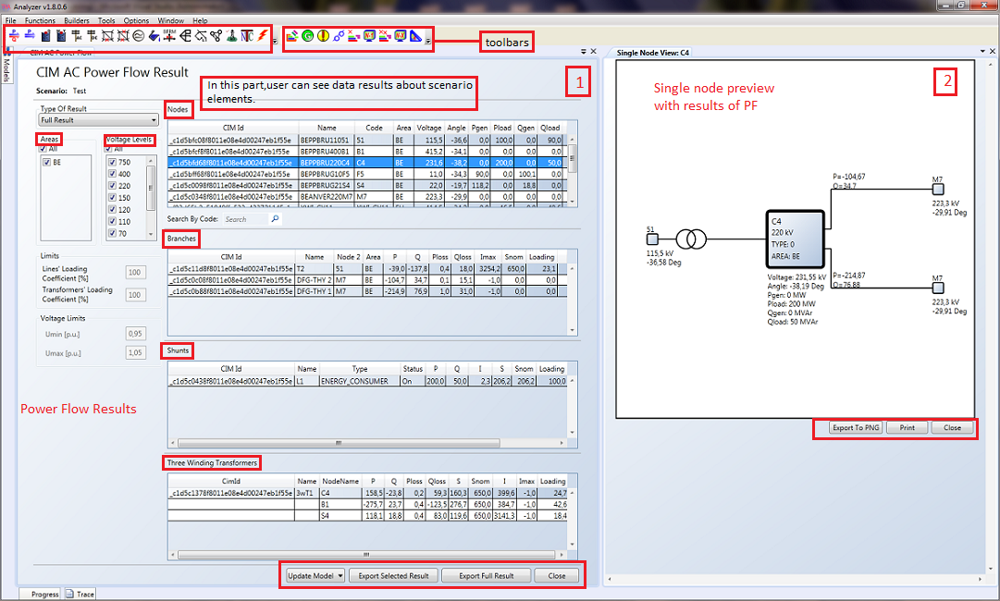 Analyzer v1.8.0.6
File Functions Builders Tools Options Window Help
toolbars
Models
CIM AC Power Flow
CIM AC Power Flow Result
Scenario: Test
In this part,user can see data results about scenario
elements.
1
Type Of Result
Full Result
Areas
All
BE
Voltage Levels
All
750
400
220
150
120
110
70
Limits
Lines' Loading
Coefficient [%]
100
Transformers' Loading
Coefficient [%]
100
Voltage Limits
Umin [p.u.]
0,95
Umax [p.u.]
1,05
Power Flow Results
Nodes
CIM Id Name Code Area Voltage Angle Pgen Pload Qgen Qload
_c1d5bfc08f8011e08e4d00247eb1f55e BEPPBRU11051 51 BE 115,5 -36,6 0,0 100,0 0,0 90,0
_c1d5bfcf8f8011e08e4d00247eb1f55e BEPPBRU400B1 B1 BE 415,2 -34,1 0,0 0,0 0,0 0,0
_c1d5bfd68f8011e08e4d00247eb1f55e BEPPBRU220C4 C4 BE 231,6 -38,2 0,0 200,0 0,0 50,0
_c1d5bff68f8011e08e4d00247eb1f55e BEPPBRUG10F5 F5 BE 11,0 -34,3 90,0 0,0 100,1 0,0
_c1d5c0098f8011e08e4d00247eb1f55e BEPPBRUG21S4 S4 BE 22,0 -19,7 118,2 0,0 18,8 0,0
_c1d5c0348f8011e08e4d00247eb1f55e BEANVER220M7 M7 BE 223,3 -29,9 0,0 0,0 0,0 0,0
Search By Code: Search
Branches
CIM Id Name Node 2 Area P Q Ploss Qloss Imax Snom Loading
_c1d5c11d8f8011e08e4d00247eb1f55e T2 51 BE -39,0 -137,8 0,4 18,0 3254,2 650,0 23,1
_c1d5c0c08f8011e08e4d00247eb1f55e DFG-THY 2 M7 BE -104,7 34,7 0,1 15,1 -1,0 0,0 0,0
_c1d5c0b88f8011e08e4d00247eb1f55e DFG-THY 1 M7 BE -214,9 76,9 1,0 31,0 -1,0 0,0 0,0
Shunts
CIM Id Name Type Status P Q I S Snom Loading
_c1d5c0438f8011e08e4d00247eb1f55e L1 ENERGY_CONSUMER On 200,0 50,0 2,3 206,2 206,2 100,0
Three Winding Transformers
CimId Name NodeName P Q Ploss Qloss S Snom I Imax Loading
_c1d5c1378f8011e08e4d00247eb1f55e 3wT1 C4 158,5 -23,8 0,2 59,3 160,3 650,0 399,6 -1,0 24,7
B1 -275,7 23,7 0,4 -123,5 276,7 650,0 384,7 -1,0 42,6
S4 118,1 18,8 0,4 83,0 119,6 650,0 3141,3 -1,0 18,4
Update Model Export Selected Result Export Full Result Close
Progress Trace
Single Node View: C4
2
Single node preview
with results of PF
51
115,5 kV
-36,58 Deg
C4
220 kV
TYPE: 0
AREA: BE
Voltage: 231,55 kV
Angle: -38,19 Deg
Pgen: 0 MW
Pload: 200 MW
Qgen: 0 MVAr
Qload: 50 MVAr
P=-104,67
Q=34,7
M7
223,3 kV
-29,91 Deg
P=-214,87
Q=76,88
M7
223,3 kV
-29,91 Deg
Export To PNG Print Close